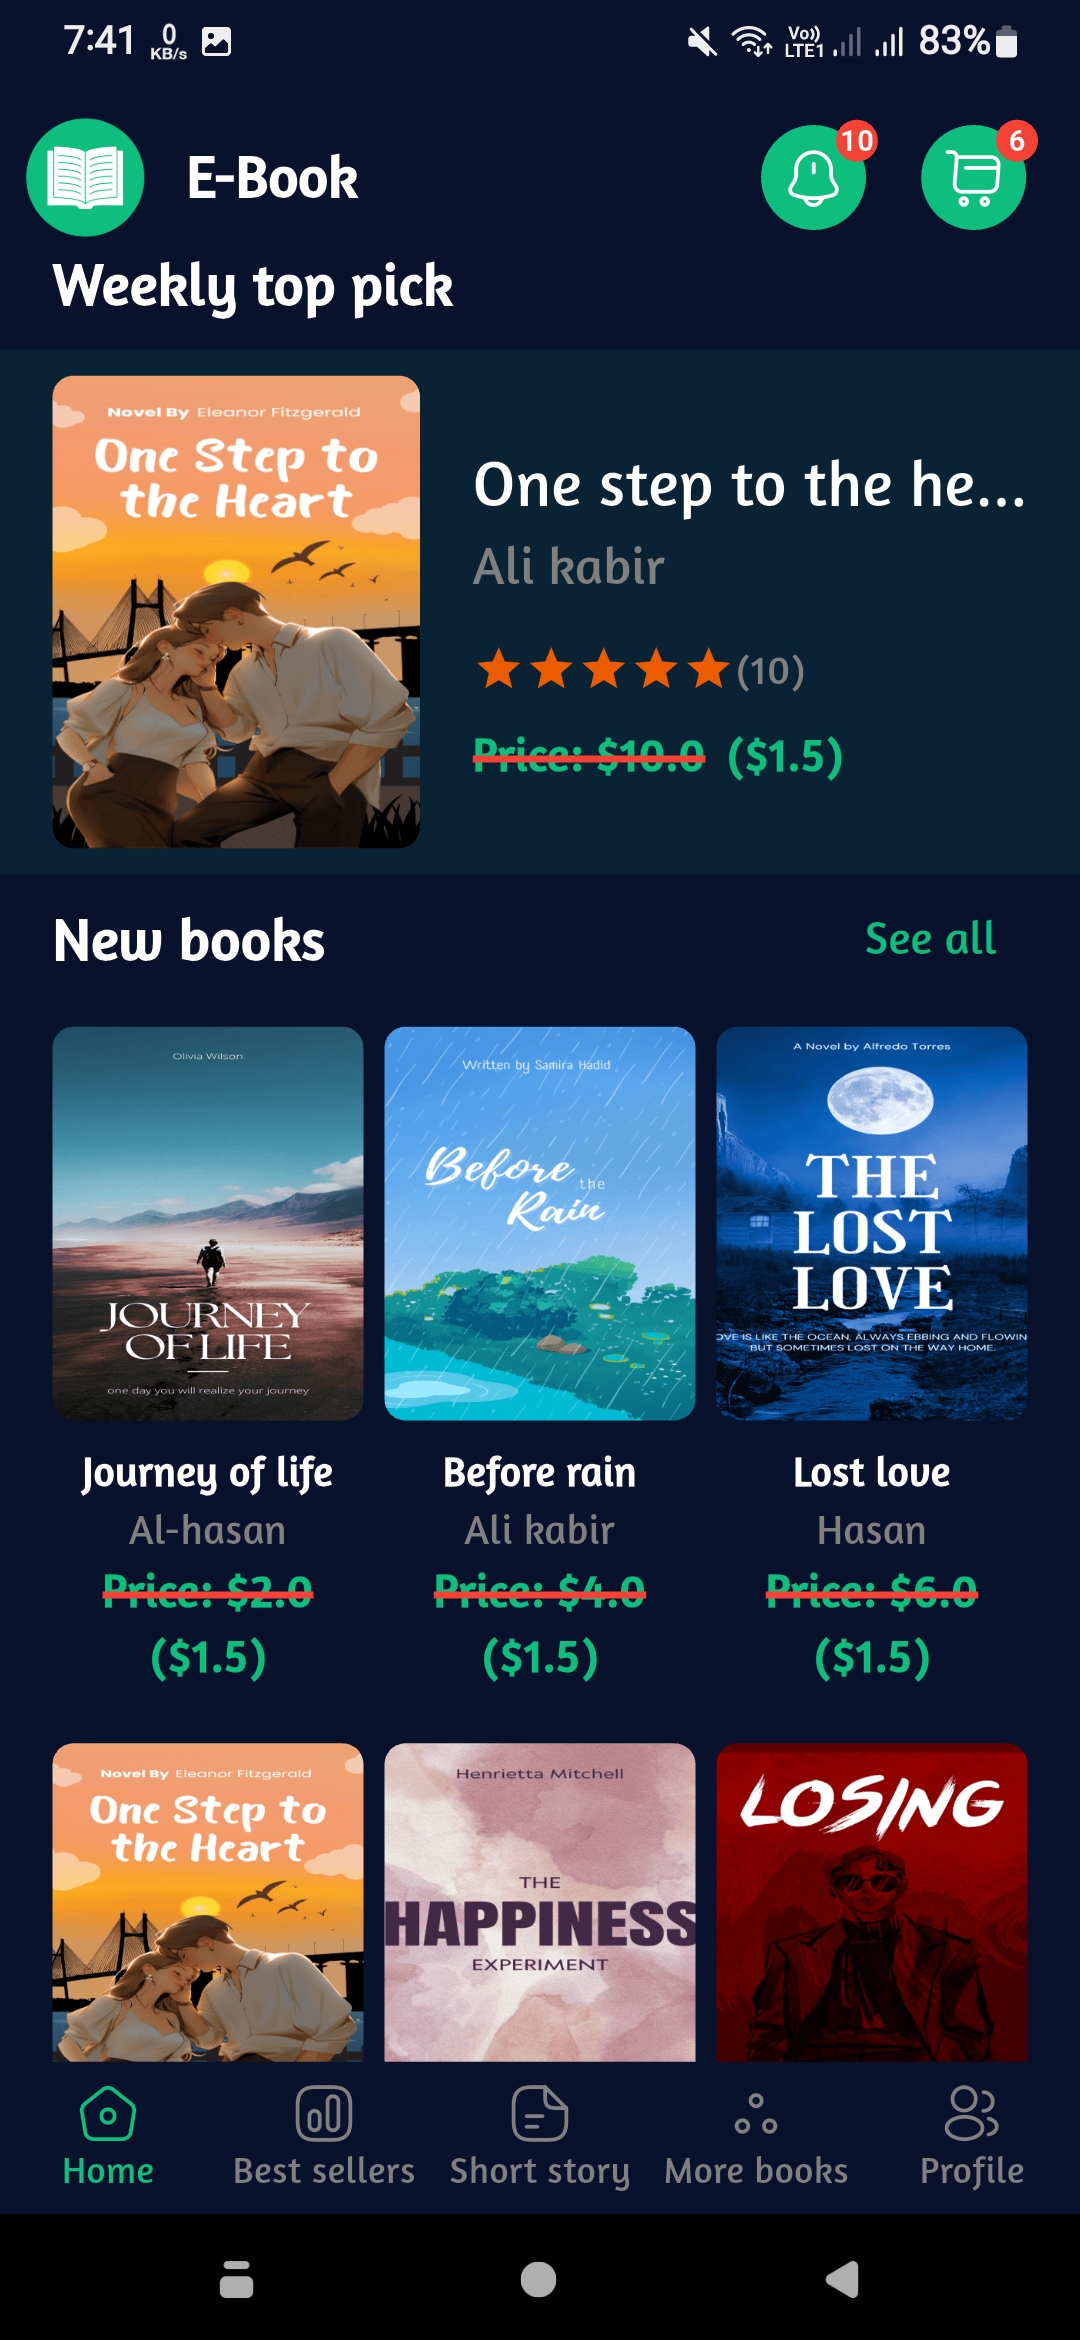 7:41 0 KB/s Vo)) LTE1 83%
E-Book 10 6
Weekly top pick
Novel By Eleanor Fitzgerald
One Step to
the Heart
One step to the he...
Ali kabir
(10)
Price: $10.0 ($1.5)
New books See all
Olivia Wilson
JOURNEY
OF LIFE
one day you will realize your journey
Written by Samira Hadid
Before
the
Rain
A Novel by Alfredo Torres
THE
LOST
LOVE
OVE IS LIKE THE OCEAN, ALWAYS EBBING AND FLOWIN
BUT SOMETIMES LOST ON THE WAY HOME.
Journey of life
Al-hasan
Price: $2.0
($1.5)
Before rain
Ali kabir
Price: $4.0
($1.5)
Lost love
Hasan
Price: $6.0
($1.5)
Novel By Eleanor Fitzgerald
One Step to
the Heart
Henrietta Mitchell
THE
HAPPINESS
EXPERIMENT
LOSING
Home Best sellers Short story More books Profile